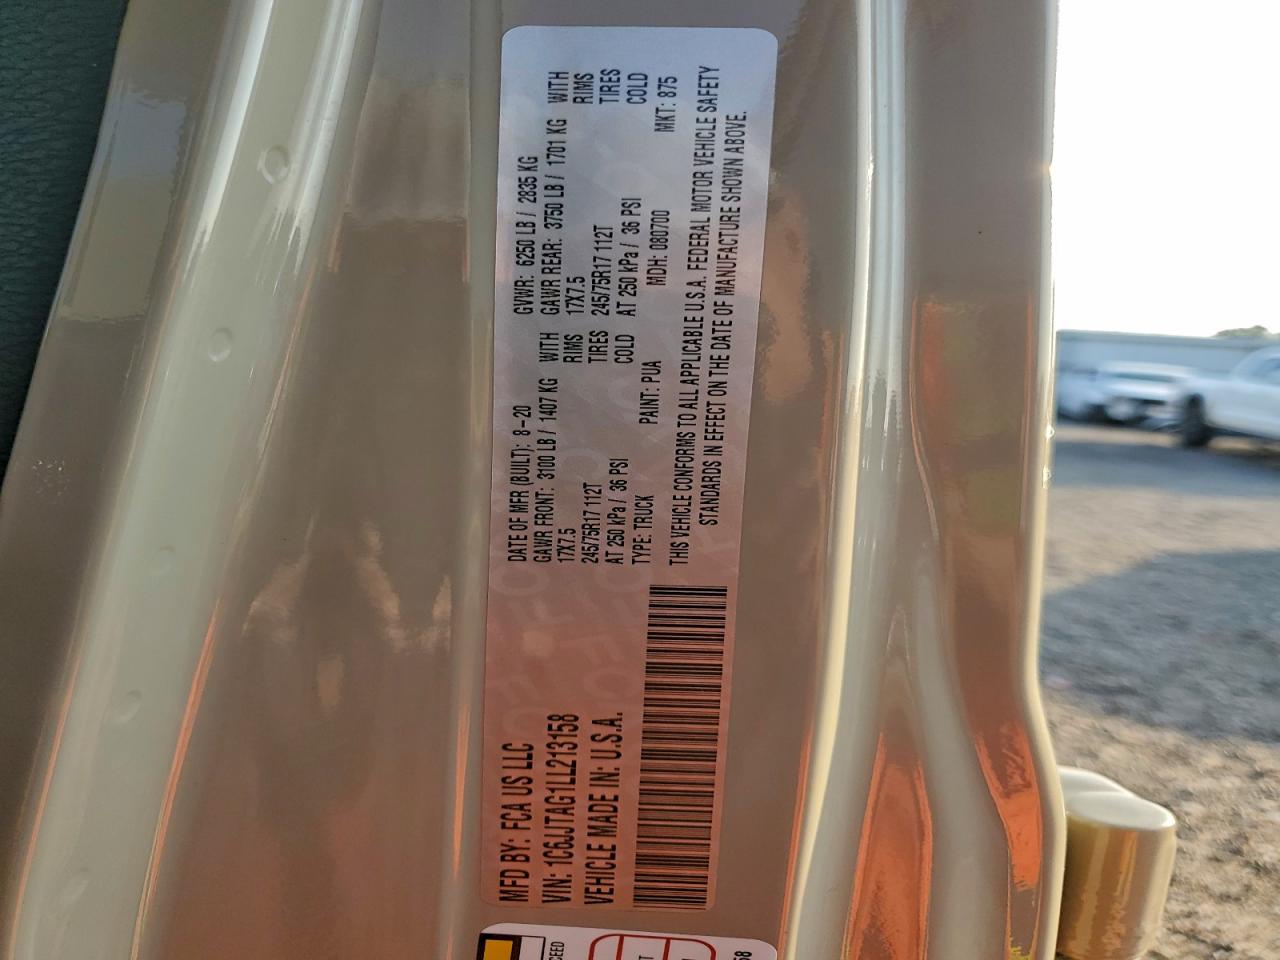 MFD BY: FCA US LLC
VIN: 1C6JJTAG1LL213158
VEHICLE MADE IN: U.S.A.
DATE OF MFR (BUILT): 8-20 GVWR: 6250 LB / 2835 KG
GAWR FRONT: 3100 LB / 1407 KG WITH GAWR REAR: 3750 LB / 1701 KG WITH
17X7.5 RIMS 17X7.5 RIMS
245/75R17 112T TIRES 245/75R17 112T TIRES
AT 250 kPa / 36 PSI COLD AT 250 kPa / 36 PSI COLD
TYPE: TRUCK PAINT: PUA MDH: 080700 MKT: 875
THIS VEHICLE CONFORMS TO ALL APPLICABLE U.S.A. FEDERAL MOTOR VEHICLE SAFETY
STANDARDS IN EFFECT ON THE DATE OF MANUFACTURE SHOWN ABOVE.